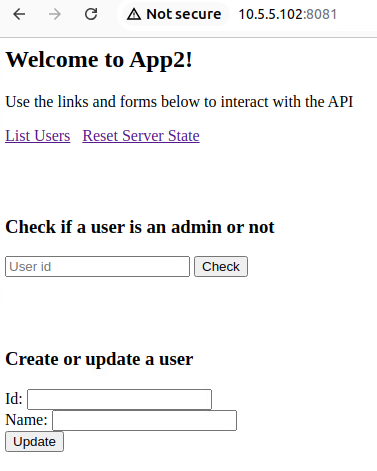 Not secure 10.5.5.102:8081
Welcome to App2!
Use the links and forms below to interact with the API
List Users Reset Server State
Check if a user is an admin or not
User id Check
Create or update a user
Id:
Name:
Update